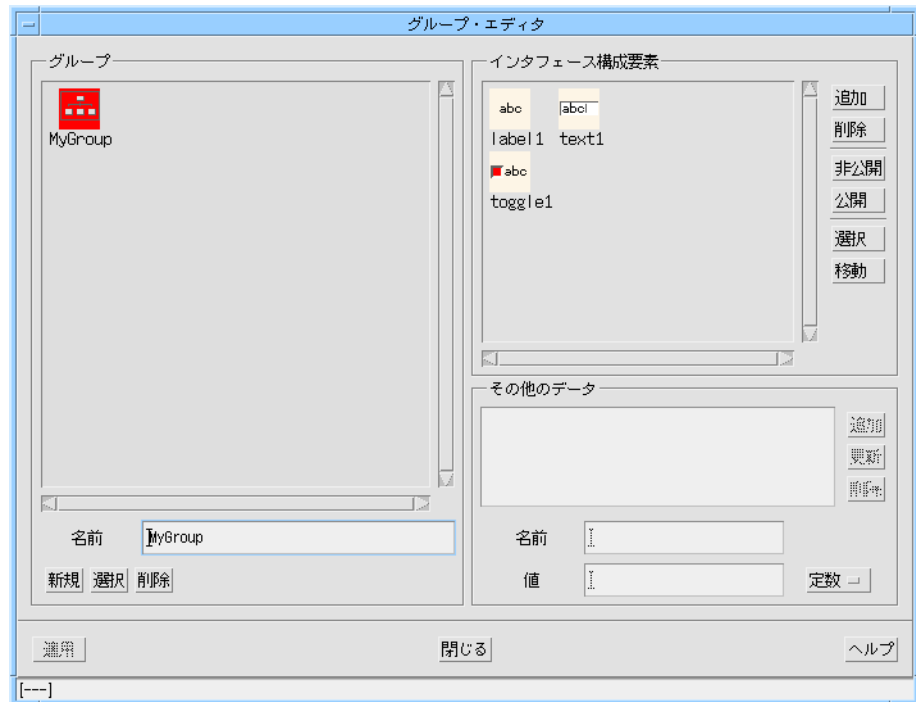 グループ・エディタ
グループ
MyGroup
名前
MyGroup
新規 選択 削除
インタフェース構成要素
abc abc
label1 text1
abc
toggle1
追加
削除
非公開
公開
選択
移動
その他のデータ
追加
更新
削除
名前
値
定数
適用
閉じる
ヘルプ
[---]